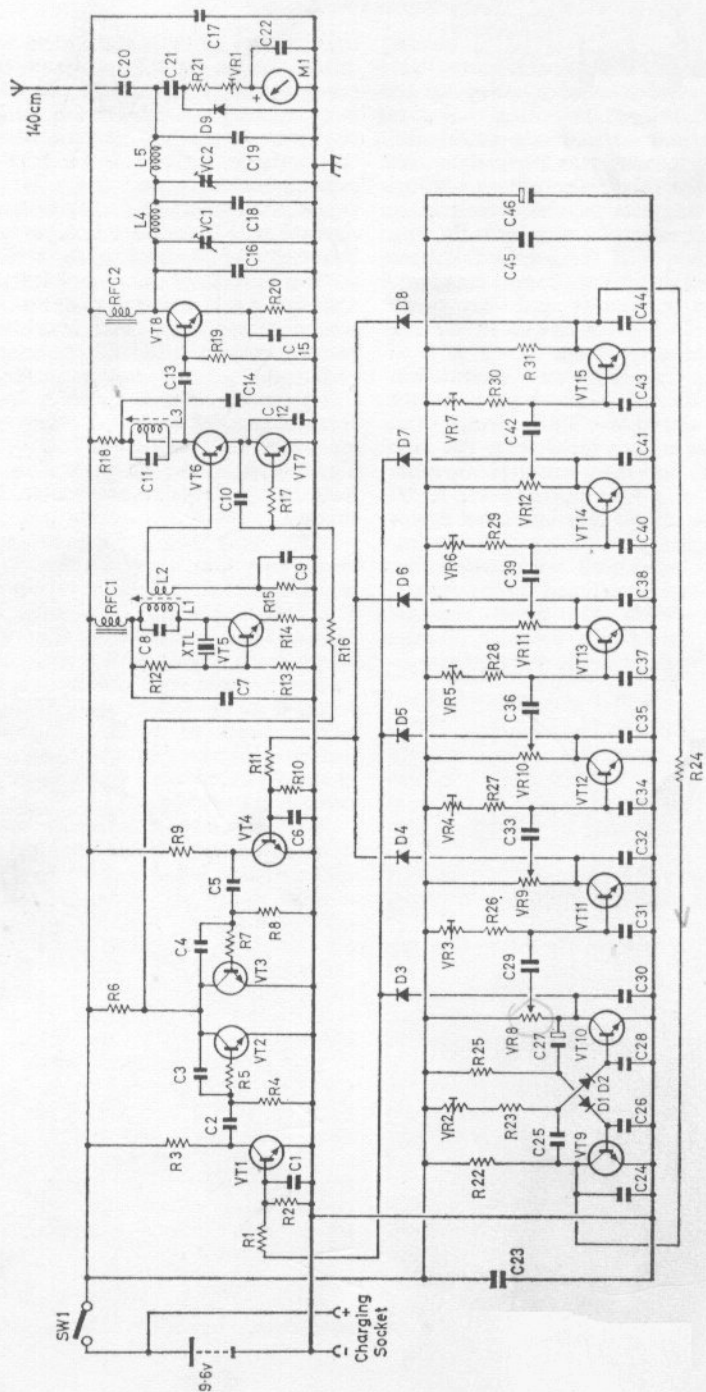 140cm
C20
C17
C21
R21
VR1
C22
+
M1
D9
L5
VC2
C19
L4
VC1
C18
C16
RFC2
VT8
R20
C15
R19
C13
C14
L3
R18
C11
VT6
VT7
C12
C10
R17
RFC1
L2
L1
C8
R15
C9
XTL
VT5
R14
R12
R13
C7
R16
R11
R10
C6
VT4
R9
C5
R8
R7
C4
VT3
R6
VT2
C3
R5
R4
C2
R3
VT1
C1
R2
R1
SW1
9-6v
- +
Charging
Socket
C46
C45
D8
C44
R31
VT15
R30
VR7
C43
C42
D7
C41
VR12
VT14
R29
VR6
C40
C39
D6
C38
VR11
VT13
R28
VR5
C37
C36
D5
C35
VR10
VT12
R27
VR4
C34
C33
D4
C32
VR9
VT11
R26
VR3
C31
C29
D3
C30
VR8
VT10
C27
C28
R25
D1 D2
VR2
R23
C25
C26
VT9
R22
C24
C23
R24